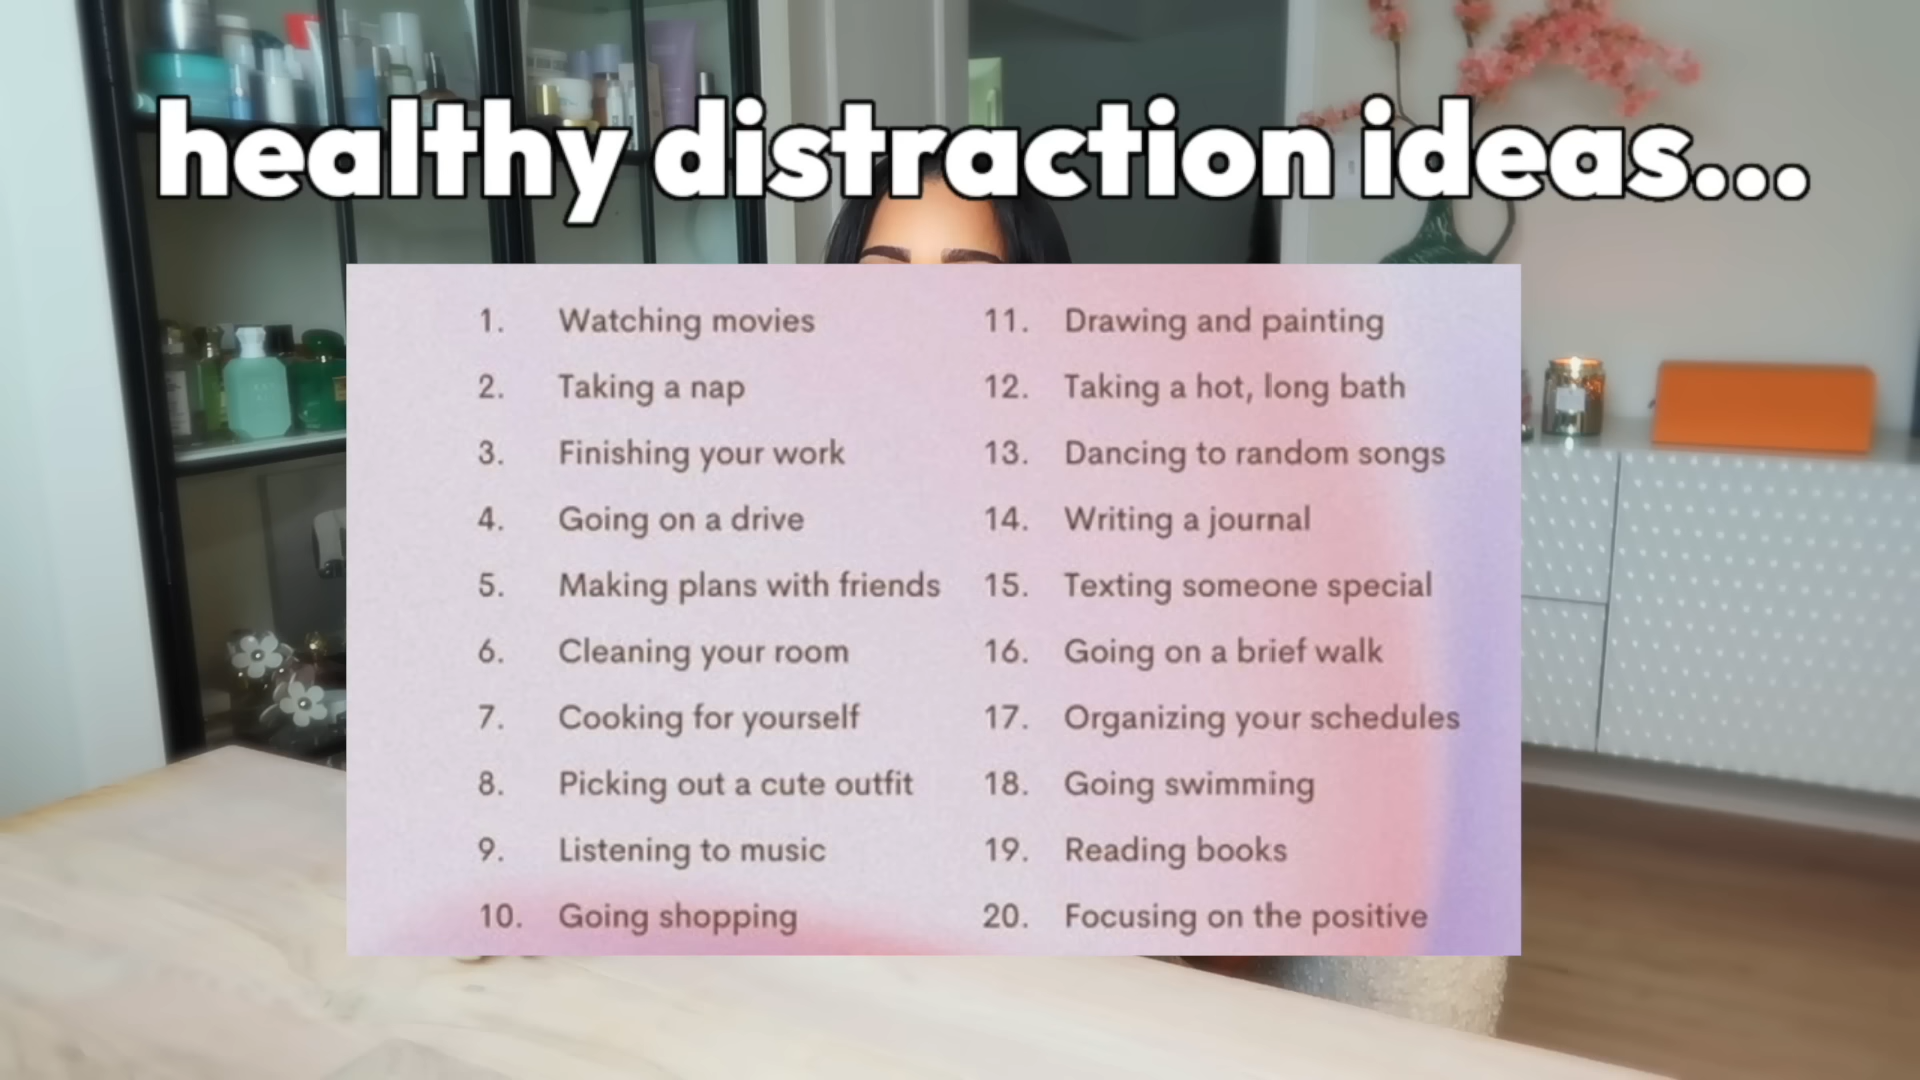 healthy distraction ideas...
1. Watching movies
2. Taking a nap
3. Finishing your work
4. Going on a drive
5. Making plans with friends
6. Cleaning your room
7. Cooking for yourself
8. Picking out a cute outfit
9. Listening to music
10. Going shopping
11. Drawing and painting
12. Taking a hot, long bath
13. Dancing to random songs
14. Writing a journal
15. Texting someone special
16. Going on a brief walk
17. Organizing your schedules
18. Going swimming
19. Reading books
20. Focusing on the positive